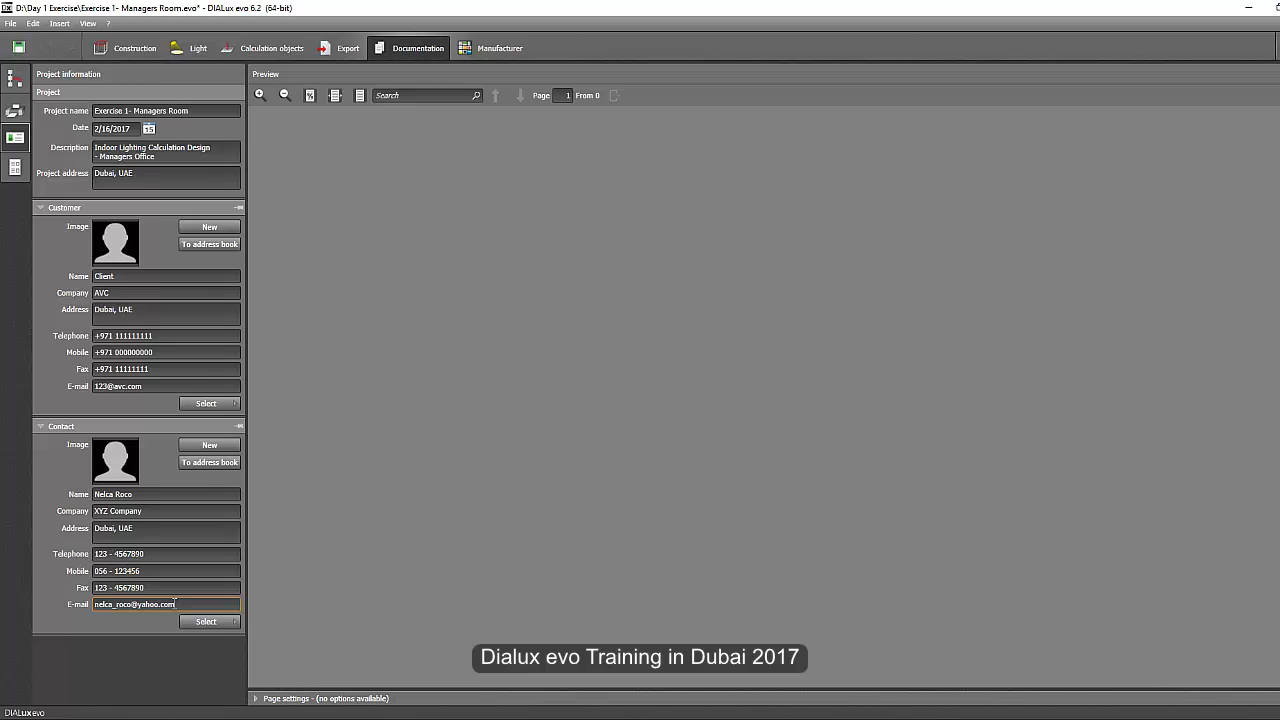 D:\Day 1 Exercise\Exercise 1- Managers Room.evo* - DIALux evo 6.2 (64-bit)
File Edit Insert View ?
Construction Light Calculation objects Export Documentation Manufacturer
Project information
Preview
Project
Search Page 1 From 0
Project name Exercise 1- Managers Room
Date 2/16/2017 15
Description Indoor Lighting Calculation Design
- Managers Office
Project address Dubai, UAE
Customer
Image New
To address book
Name Client
Company AVC
Address Dubai, UAE
Telephone +971 111111111
Mobile +971 000000000
Fax +971 11111111
E-mail 123@avc.com
Select
Contact
Image New
To address book
Name Nelca Roco
Company XYZ Company
Address Dubai, UAE
Telephone 123 - 4567890
Mobile 056 - 123456
Fax 123 - 4567890
E-mail nelca_roco@yahoo.com
Select
Dialux evo Training in Dubai 2017
Page settings - (no options available)
DIALux evo